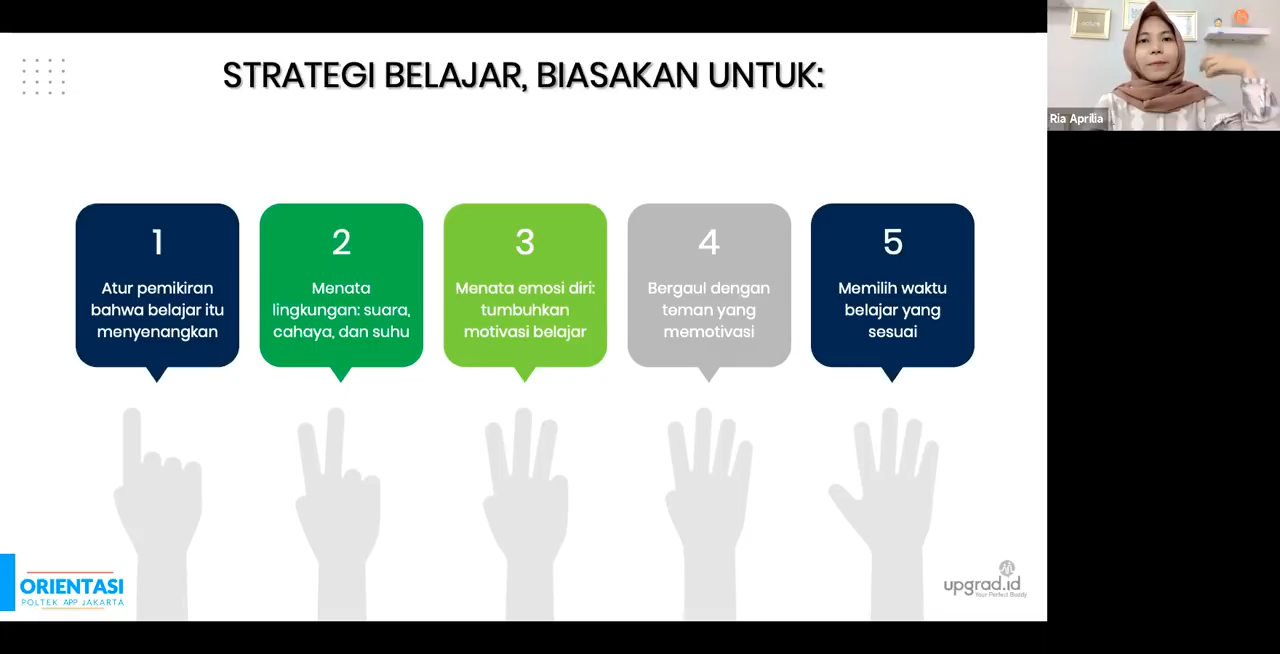 STRATEGI BELAJAR, BIASAKAN UNTUK:
1
Atur pemikiran
bahwa belajar itu
menyenangkan
2
Menata
lingkungan: suara,
cahaya, dan suhu
3
Menata emosi diri:
tumbuhkan
motivasi belajar
4
Bergaul dengan
teman yang
memotivasi
5
Memilih waktu
belajar yang
sesuai
Ria Aprilia
ORIENTASI
POLTEK APP JAKARTA
upgrad.id
Your Perfect Buddy